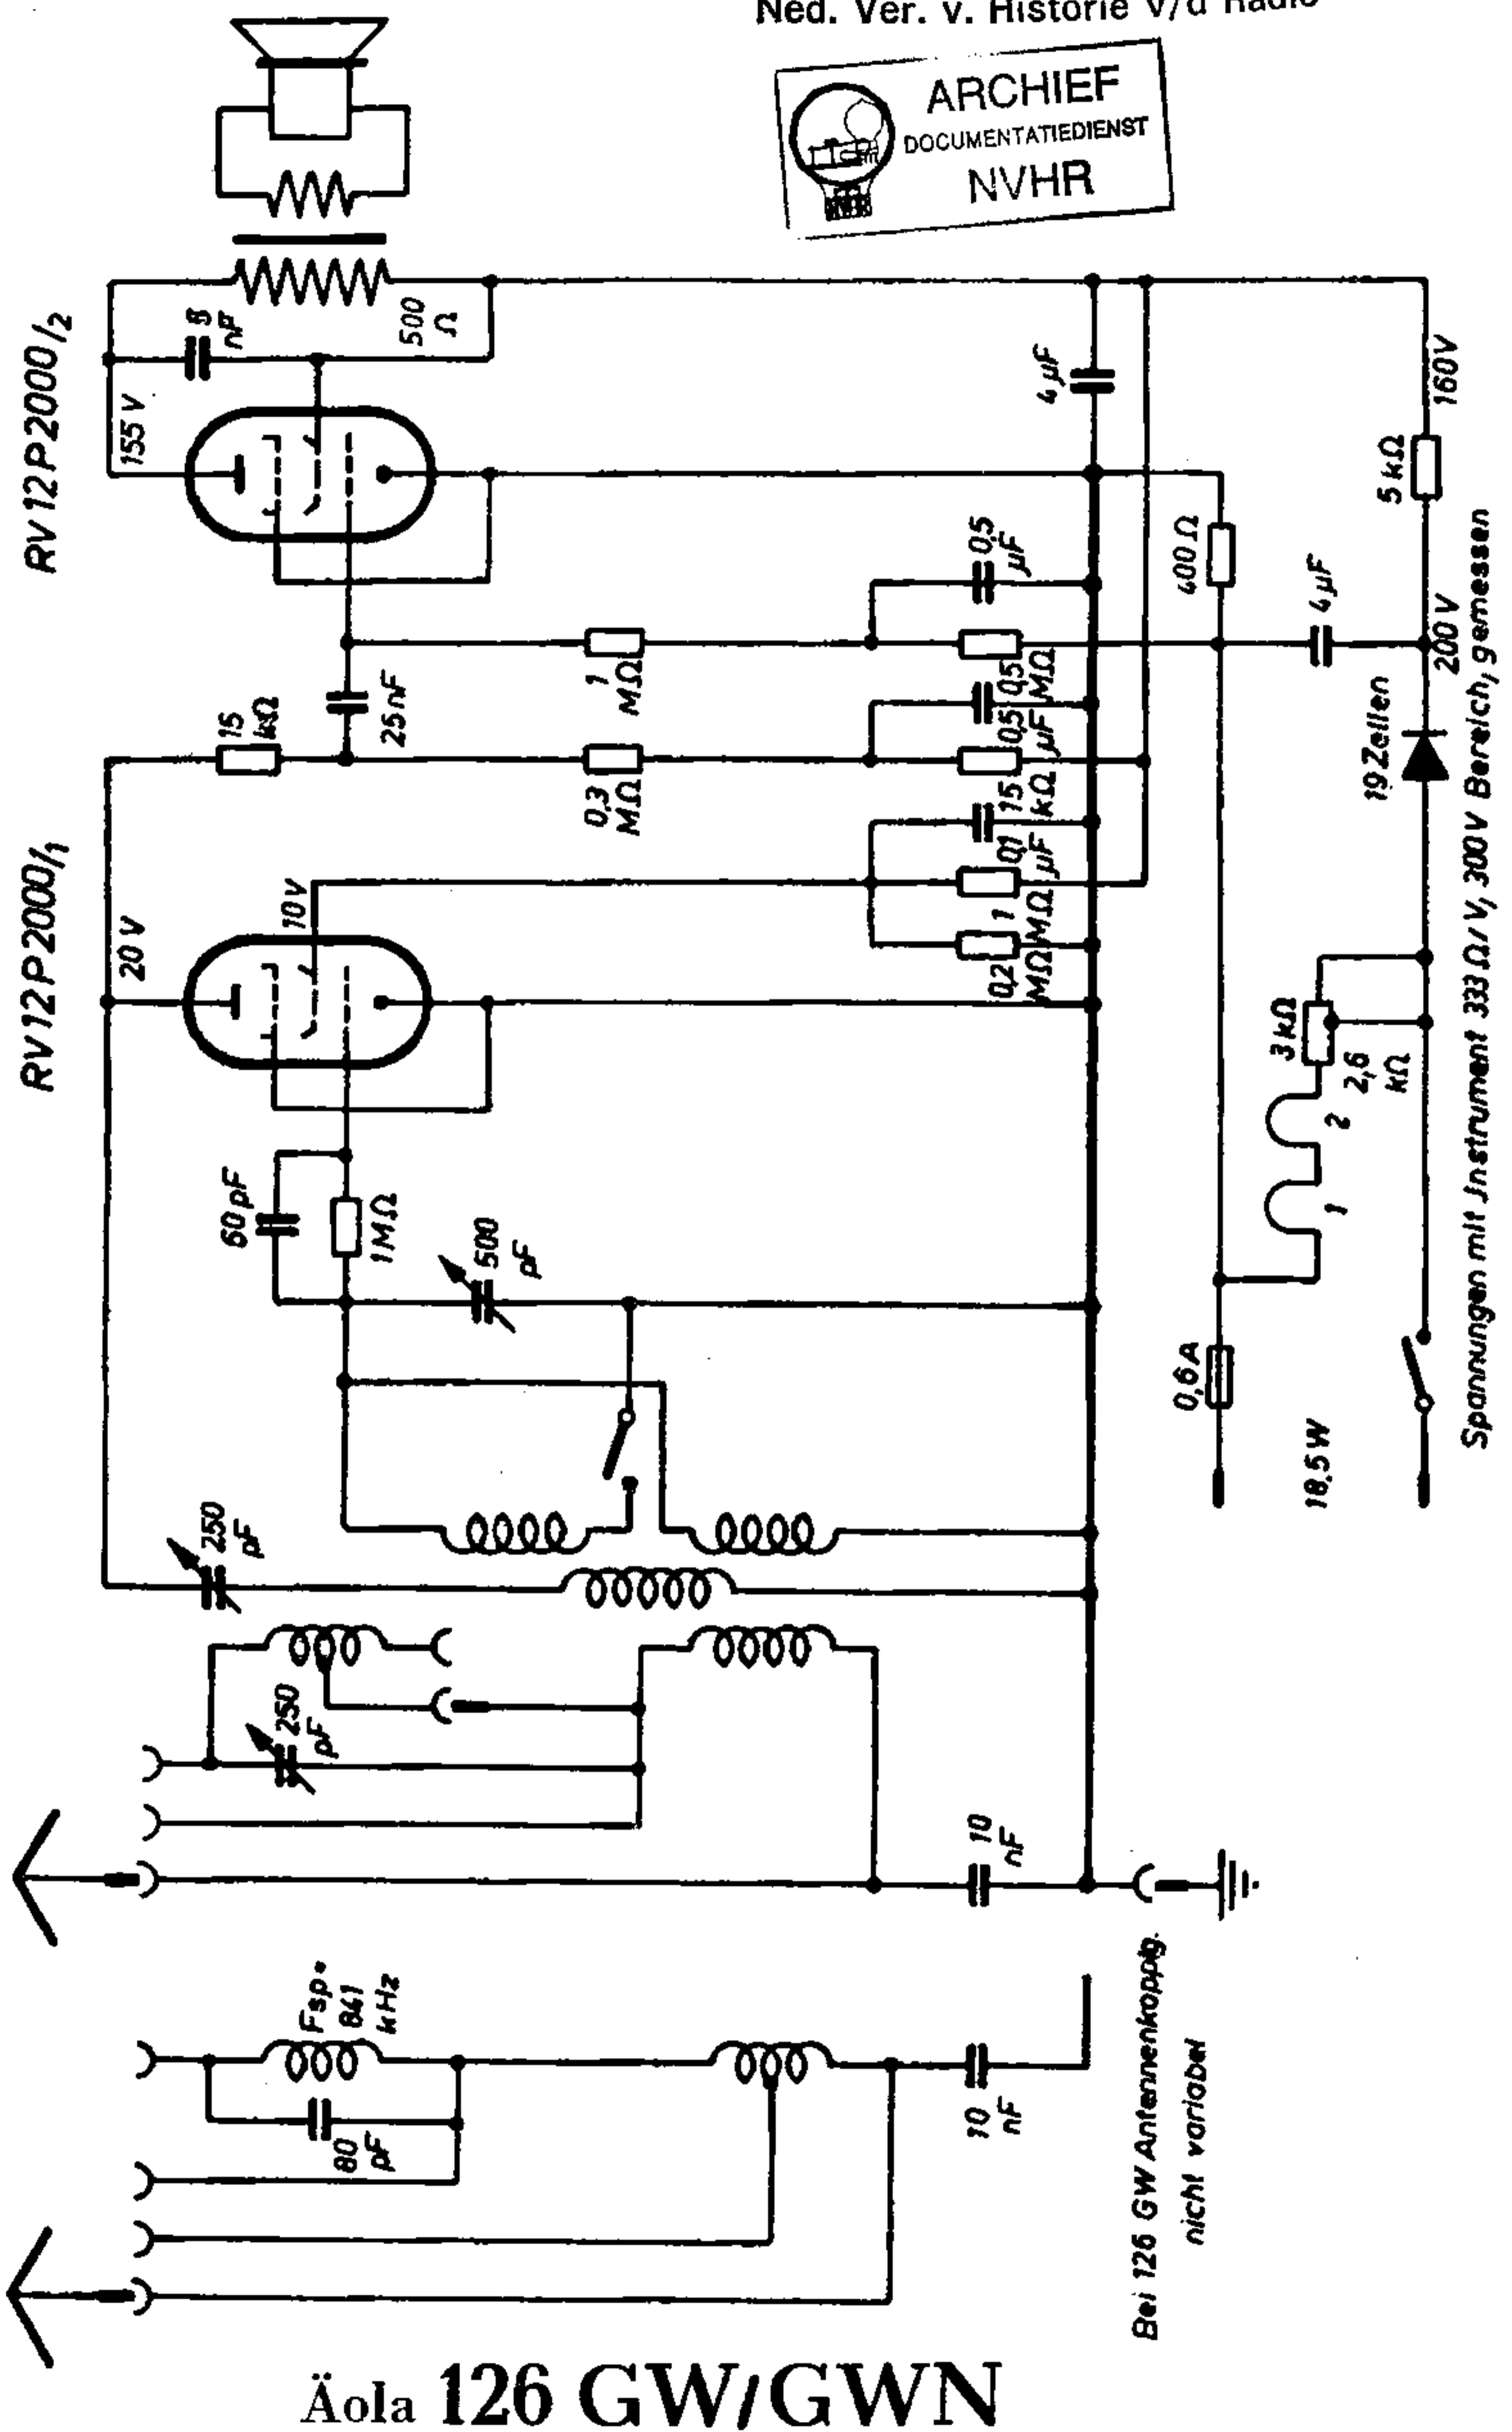 Ned. Ver. v. Historie v/d Radio
ARCHIEF
DOCUMENTATIEDIENST
NVHR
RV12P2000/2
155 V
5
nF
500
Ω
4 µF
160V
5 kΩ
400 Ω
0,5
µF
4 µF
200 V
1
MΩ
0,5
MΩ
25 nF
15
kΩ
0,3
MΩ
0,5
µF
15
kΩ
19 Zellen
RV12P2000/1
20 V
10V
0,1
µF
1
MΩ
0,2
MΩ
3 kΩ
2,6
kΩ
2
1
60 pF
1 MΩ
500
pF
0,6A
18,5W
Spannungen mit Instrument 333 Ω/V, 300V Bereich, gemessen
250
pF
250
pF
10
nF
Fsp=
841
kHz
80
pF
10
nF
Bei 126 GW Antennenkopplg.
nicht variabel
Äola 126 GW/GWN